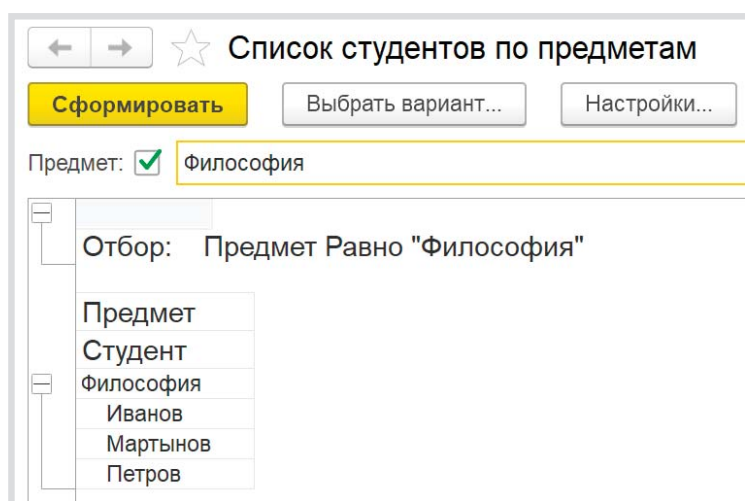 Список студентов по предметам
Сформировать Выбрать вариант... Настройки...
Предмет: Философия
Отбор: Предмет Равно "Философия"
Предмет
Студент
Философия
Иванов
Мартынов
Петров